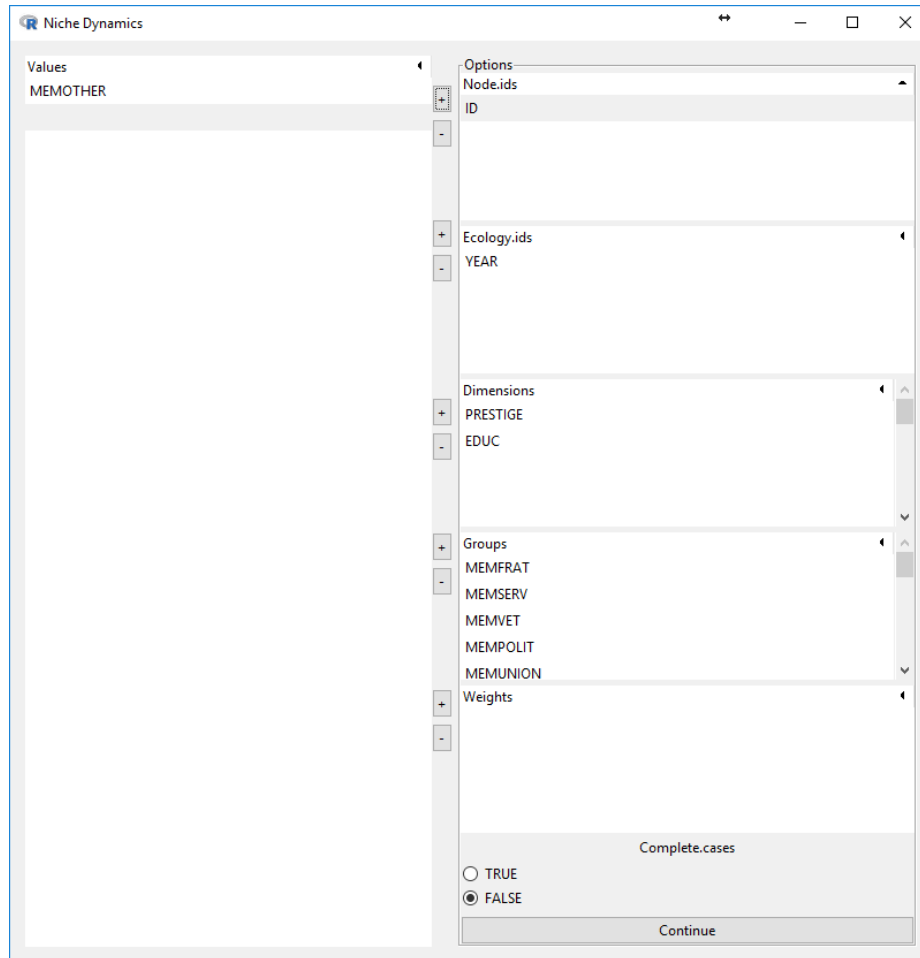 Niche Dynamics
Values
MEMOTHER
+
-
+
-
+
-
+
-
+
-
Options
Node.ids
ID
Ecology.ids
YEAR
Dimensions
PRESTIGE
EDUC
Groups
MEMFRAT
MEMSERV
MEMVET
MEMPOLIT
MEMUNION
Weights
Complete.cases
TRUE
FALSE
Continue